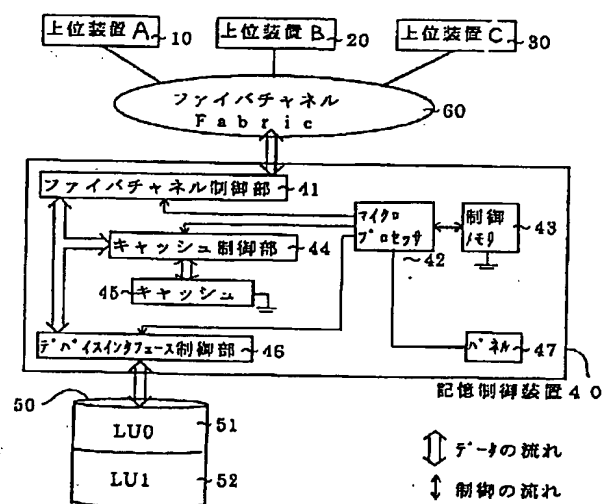 上位装置A 10
上位装置B 20
上位装置C 30
ファイバチャネル
Fabric
60
ファイバチャネル制御部 41
マイクロ
プロセッサ
42
制御
メモリ
43
キャッシュ制御部 44
45 キャッシュ
デバイスインタフェース制御部 46
パネル 47
記憶制御装置40
50
LU0 51
LU1 52
データの流れ
制御の流れ